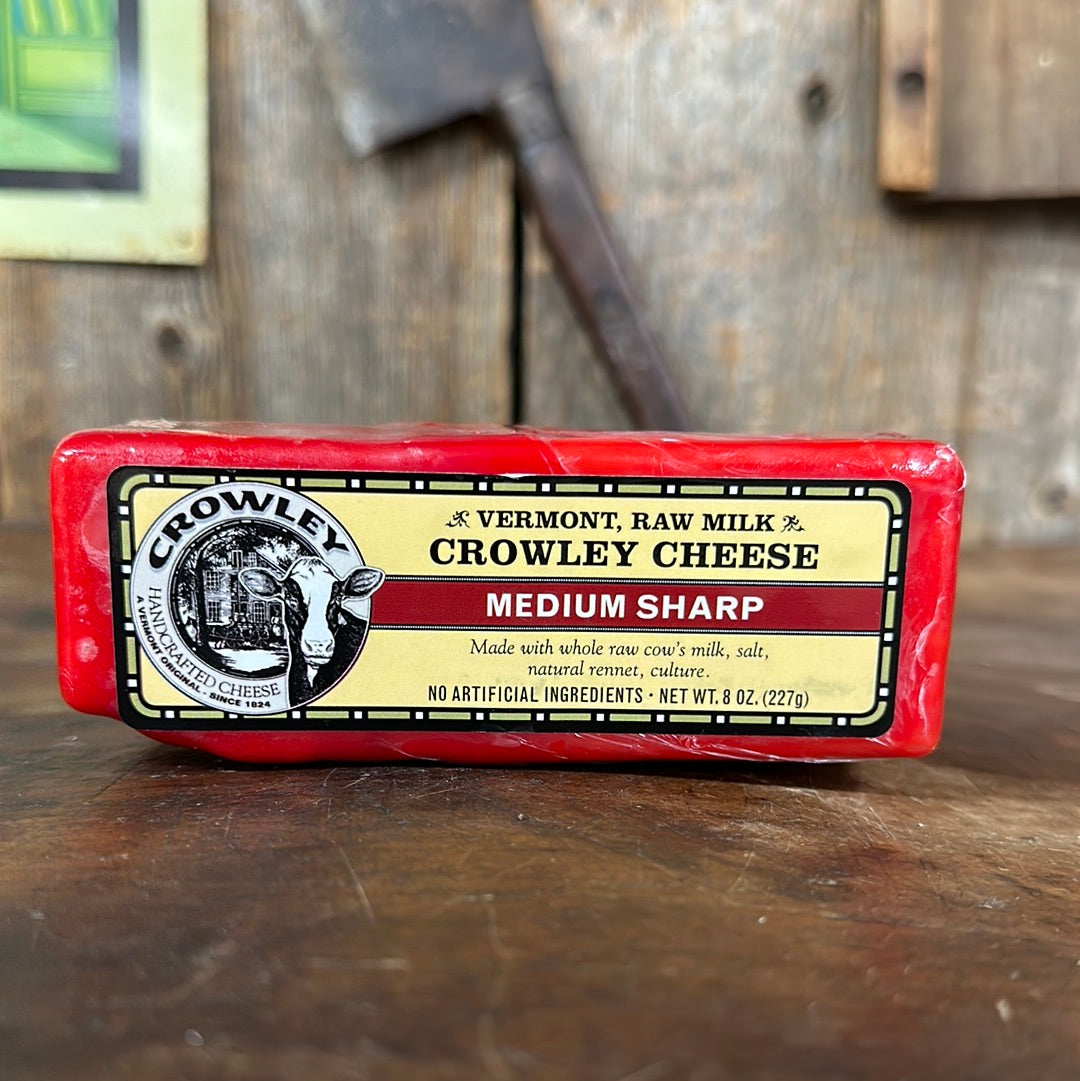 CROWLEY
HANDCRAFTED CHEESE
A VERMONT ORIGINAL - SINCE 1824
VERMONT, RAW MILK
CROWLEY CHEESE
MEDIUM SHARP
Made with whole raw cow's milk, salt,
natural rennet, culture.
NO ARTIFICIAL INGREDIENTS · NET WT. 8 OZ. (227g)